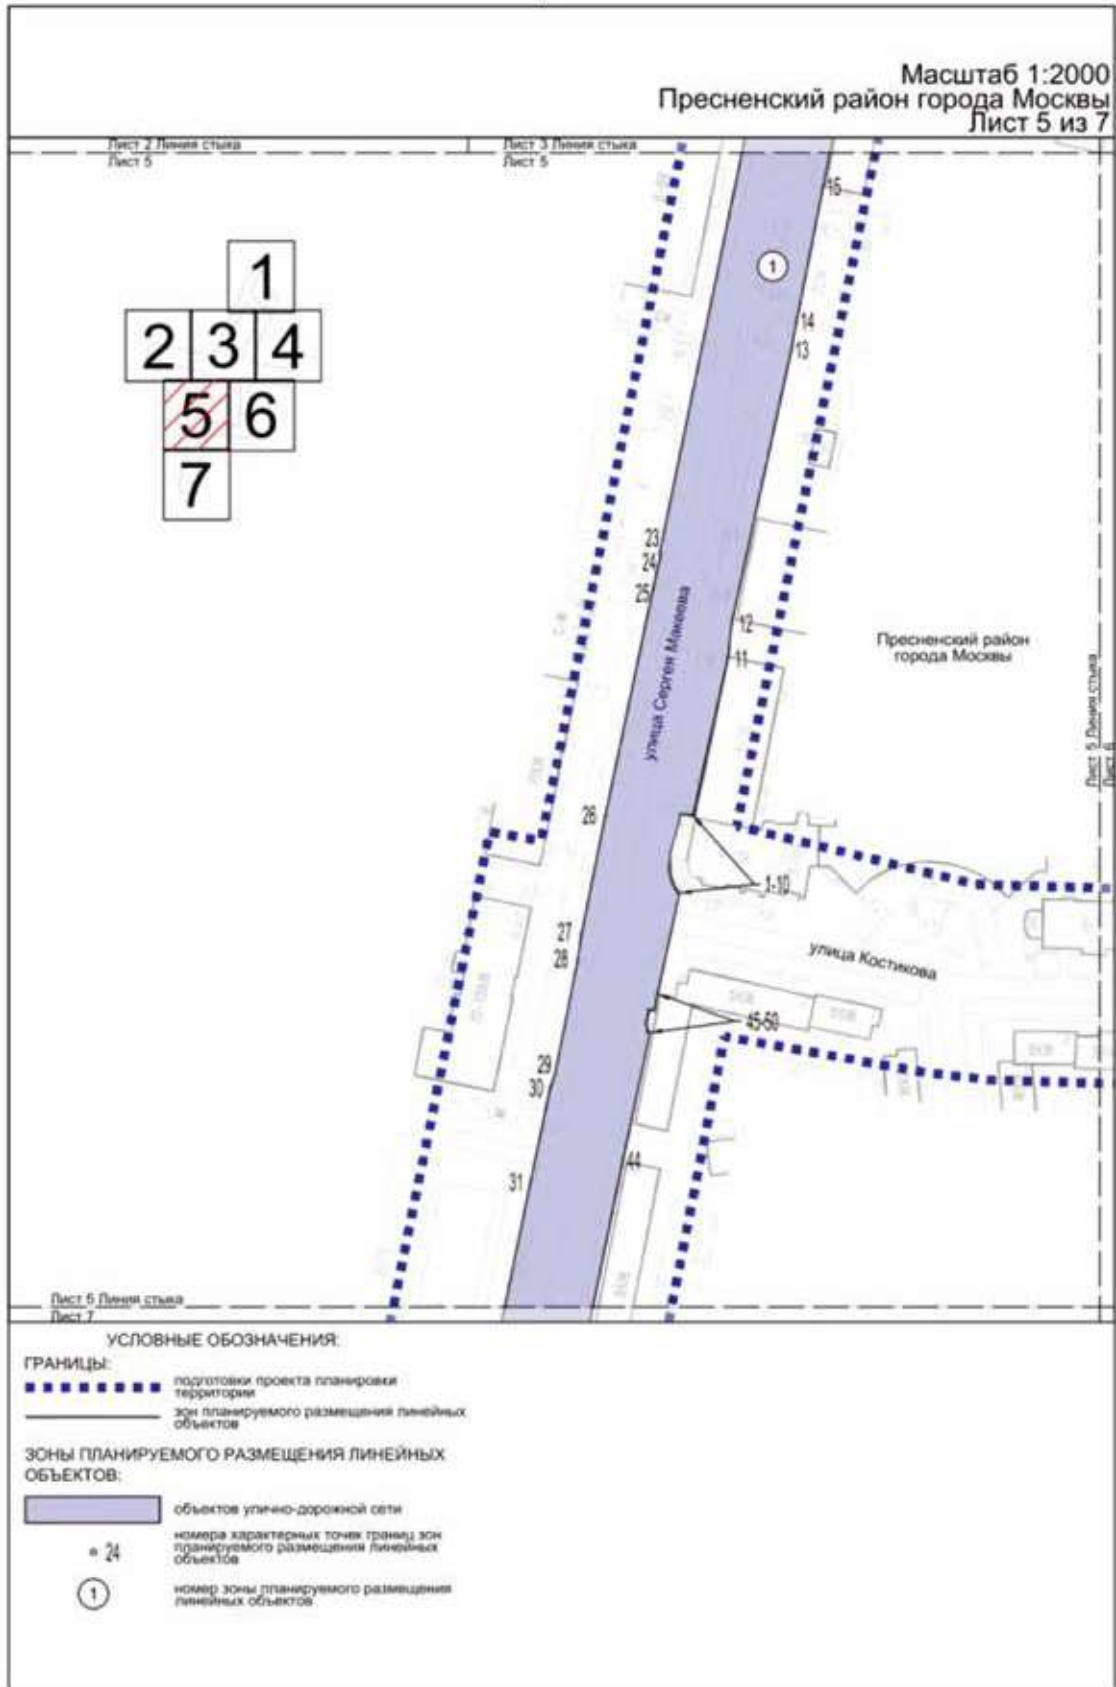 Масштаб 1:2000
Пресненский район города Москвы
Лист 5 из 7
Лист 2 Линия стыка
Лист 5
Лист 3 Линия стыка
Лист 5
1
2 3 4
5 6
7
15
1
14
13
23
24
25
12
11
улица Сергея Макеева
Пресненский район
города Москвы
Лист 5 Линия стыка
Лист 6
26
1-10
27
28
улица Костикова
45-50
29
30
31
44
Лист 5 Линия стыка
Лист 7
УСЛОВНЫЕ ОБОЗНАЧЕНИЯ:
ГРАНИЦЫ:
подготовки проекта планировки
территории
зон планируемого размещения линейных
объектов
ЗОНЫ ПЛАНИРУЕМОГО РАЗМЕЩЕНИЯ ЛИНЕЙНЫХ
ОБЪЕКТОВ:
объектов улично-дорожной сети
24
номера характерных точек границ зон
планируемого размещения линейных
объектов
1
номер зоны планируемого размещения
линейных объектов